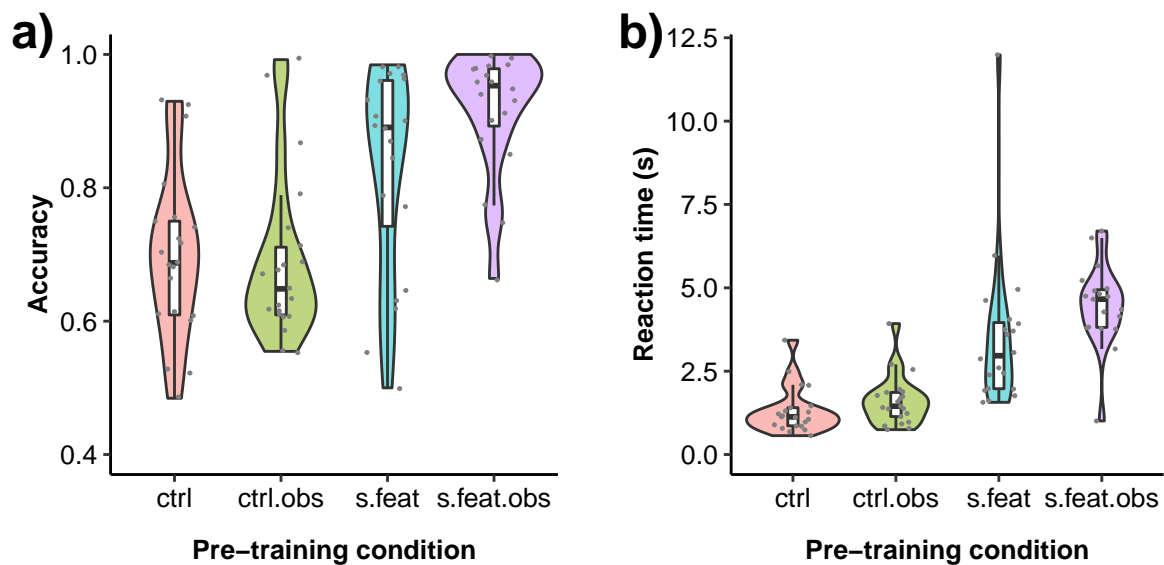 a)
Accuracy
1.0
0.8
0.6
0.4
ctrl ctrl.obs s.feat s.feat.obs
Pre−training condition
b)
Reaction time (s)
12.5
10.0
7.5
5.0
2.5
0.0
ctrl ctrl.obs s.feat s.feat.obs
Pre−training condition